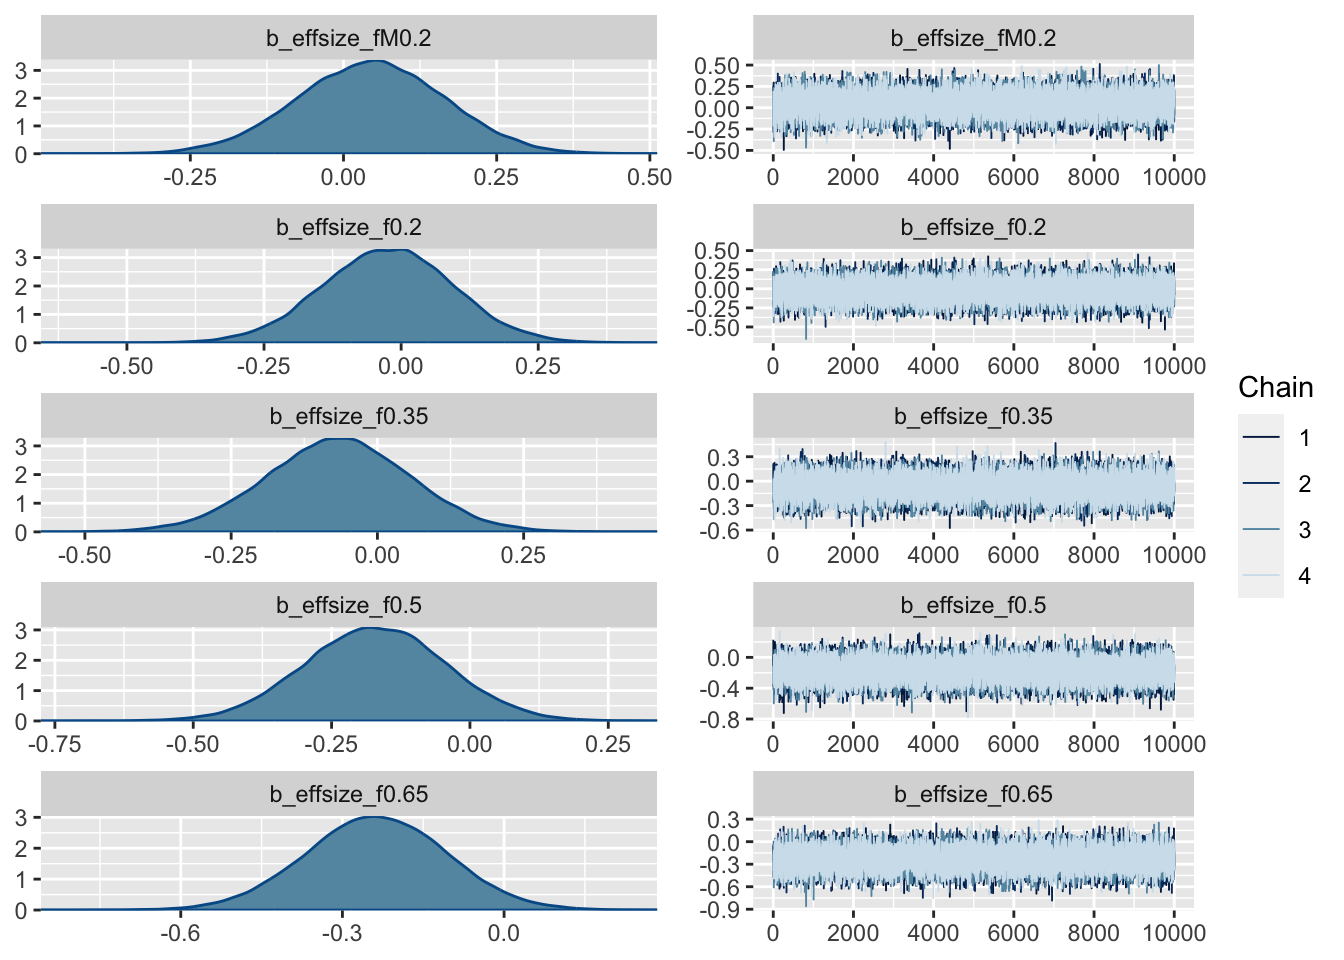 b_effsize_fM0.2
3
2
1
0
-0.25 0.00 0.25 0.50
b_effsize_fM0.2
0.50
0.25
0.00
-0.25
-0.50
0 2000 4000 6000 8000 10000
b_effsize_f0.2
3
2
1
0
-0.50 -0.25 0.00 0.25
b_effsize_f0.2
0.50
0.25
0.00
-0.25
-0.50
0 2000 4000 6000 8000 10000
b_effsize_f0.35
3
2
1
0
-0.50 -0.25 0.00 0.25
b_effsize_f0.35
0.3
0.0
-0.3
-0.6
0 2000 4000 6000 8000 10000
b_effsize_f0.5
3
2
1
0
-0.75 -0.50 -0.25 0.00 0.25
b_effsize_f0.5
0.0
-0.4
-0.8
0 2000 4000 6000 8000 10000
b_effsize_f0.65
3
2
1
0
-0.6 -0.3 0.0
b_effsize_f0.65
0.3
0.0
-0.3
-0.6
-0.9
0 2000 4000 6000 8000 10000
Chain
1
2
3
4